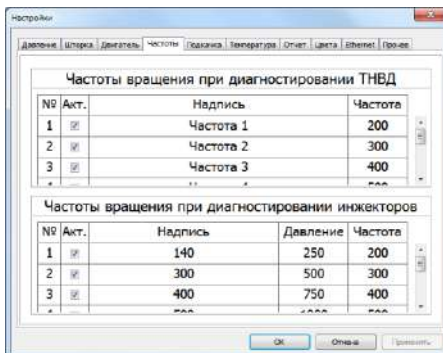 Настройки
Давление Шторка Двигатель Частоты Подкачка Температура Отчет Цвета Ethernet Прочее
Частоты вращения при диагностировании ТНВД
№ Акт. Надпись Частота
1 Частота 1 200
2 Частота 2 300
3 Частота 3 400
Частоты вращения при диагностировании инжекторов
№ Акт. Надпись Давление Частота
1 140 250 200
2 300 500 300
3 400 750 400
OK Отмена Применить